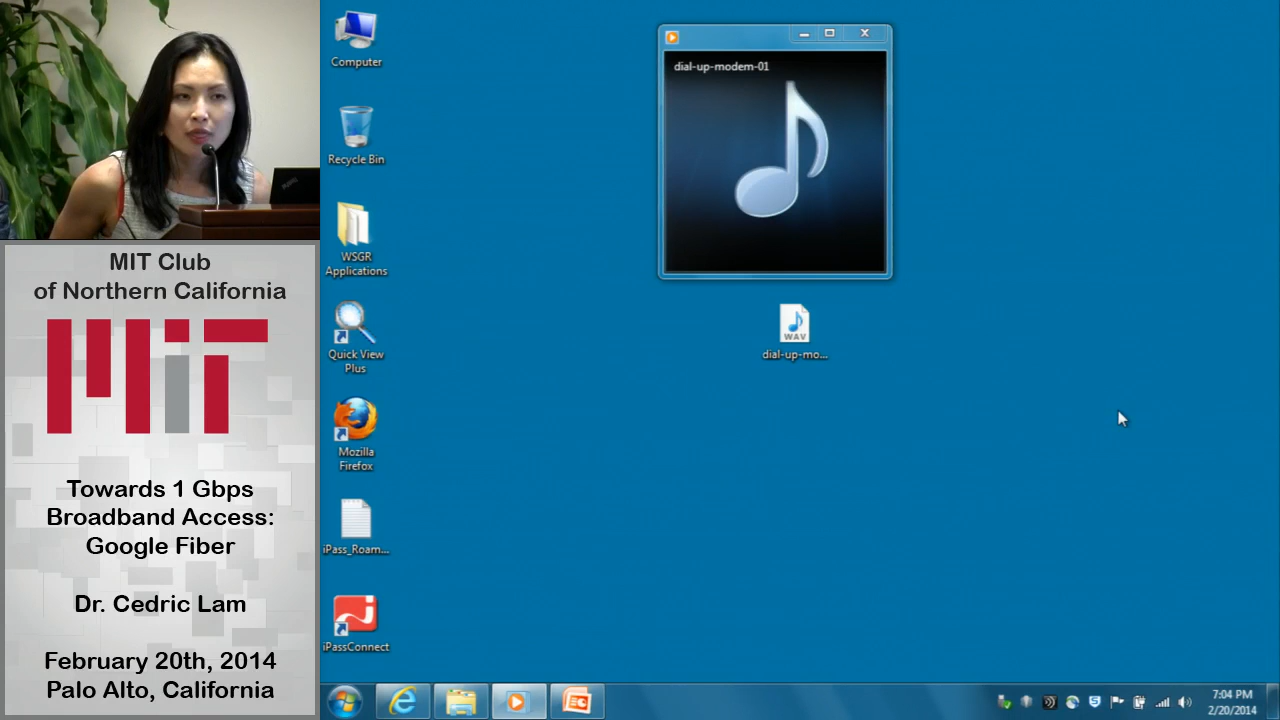 MIT Club
of Northern California
MIT
Towards 1 Gbps
Broadband Access:
Google Fiber
Dr. Cedric Lam
February 20th, 2014
Palo Alto, California
Computer
Recycle Bin
WSGR
Applications
Quick View
Plus
Mozilla
Firefox
iPass_Roam...
iPassConnect
dial-up-modem-01
WAV
dial-up-mo...
7:04 PM
2/20/2014